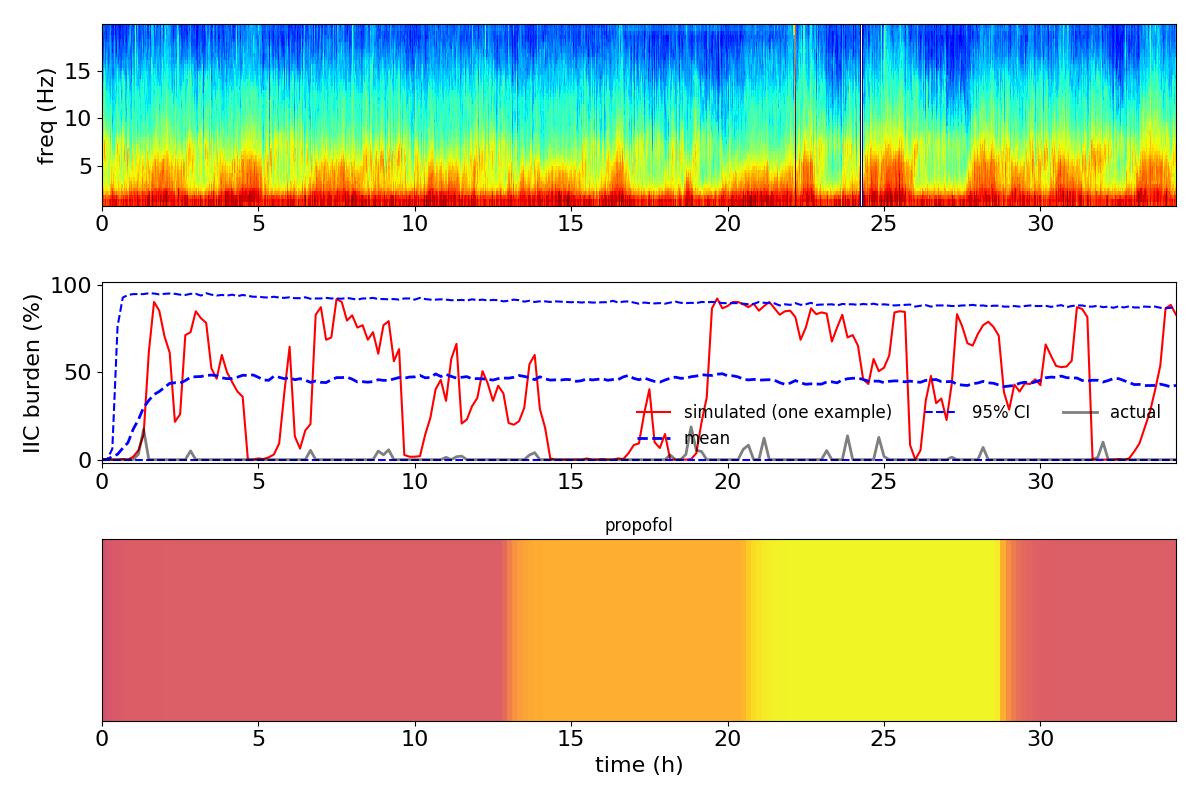 freq (Hz)
15
10
5
0 5 10 15 20 25 30
IIC burden (%)
100
50
0
simulated (one example) 95% CI actual
mean
0 5 10 15 20 25 30
propofol
0 5 10 15 20 25 30
time (h)